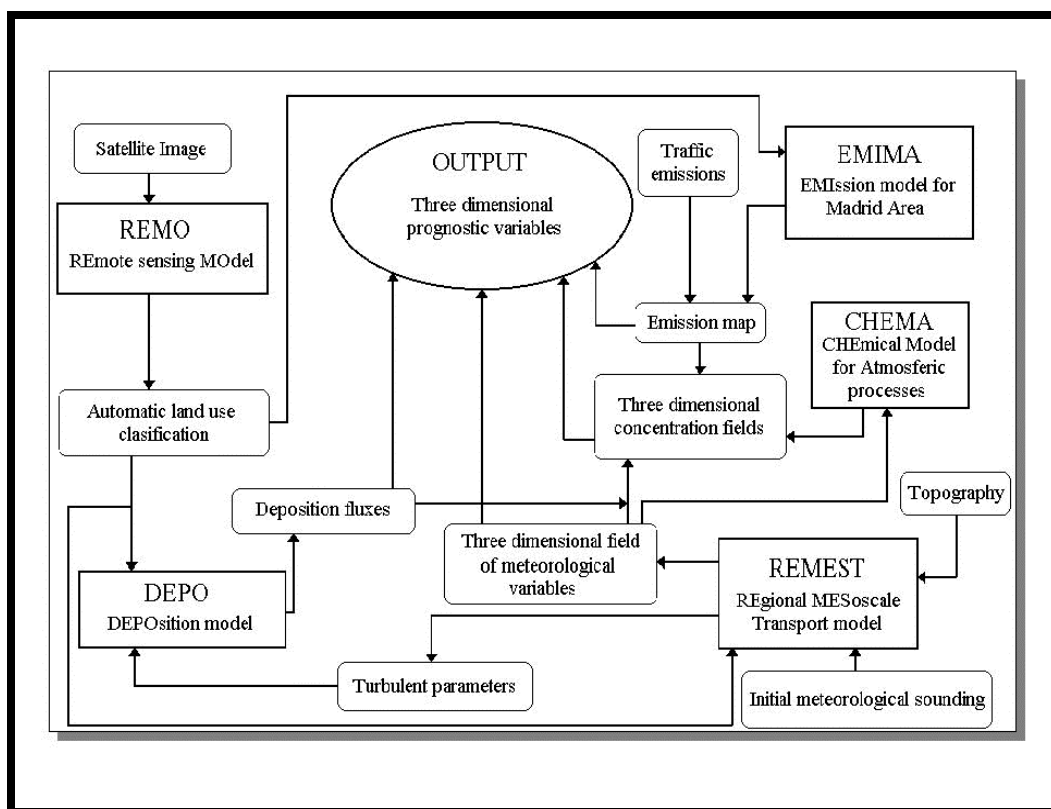 Satellite Image
REMO
REmote sensing MOdel
Automatic land use
clasification
DEPO
DEPOsition model
Deposition fluxes
Turbulent parameters
OUTPUT
Three dimensional
prognostic variables
Traffic
emissions
EMIMA
EMIssion model for
Madrid Area
Emission map
CHEMA
CHEmical Model
for Atmosferic
processes
Three dimensional
concentration fields
Topography
Three dimensional field
of meteorological
variables
REMEST
REgional MESoscale
Transport model
Initial meteorological sounding